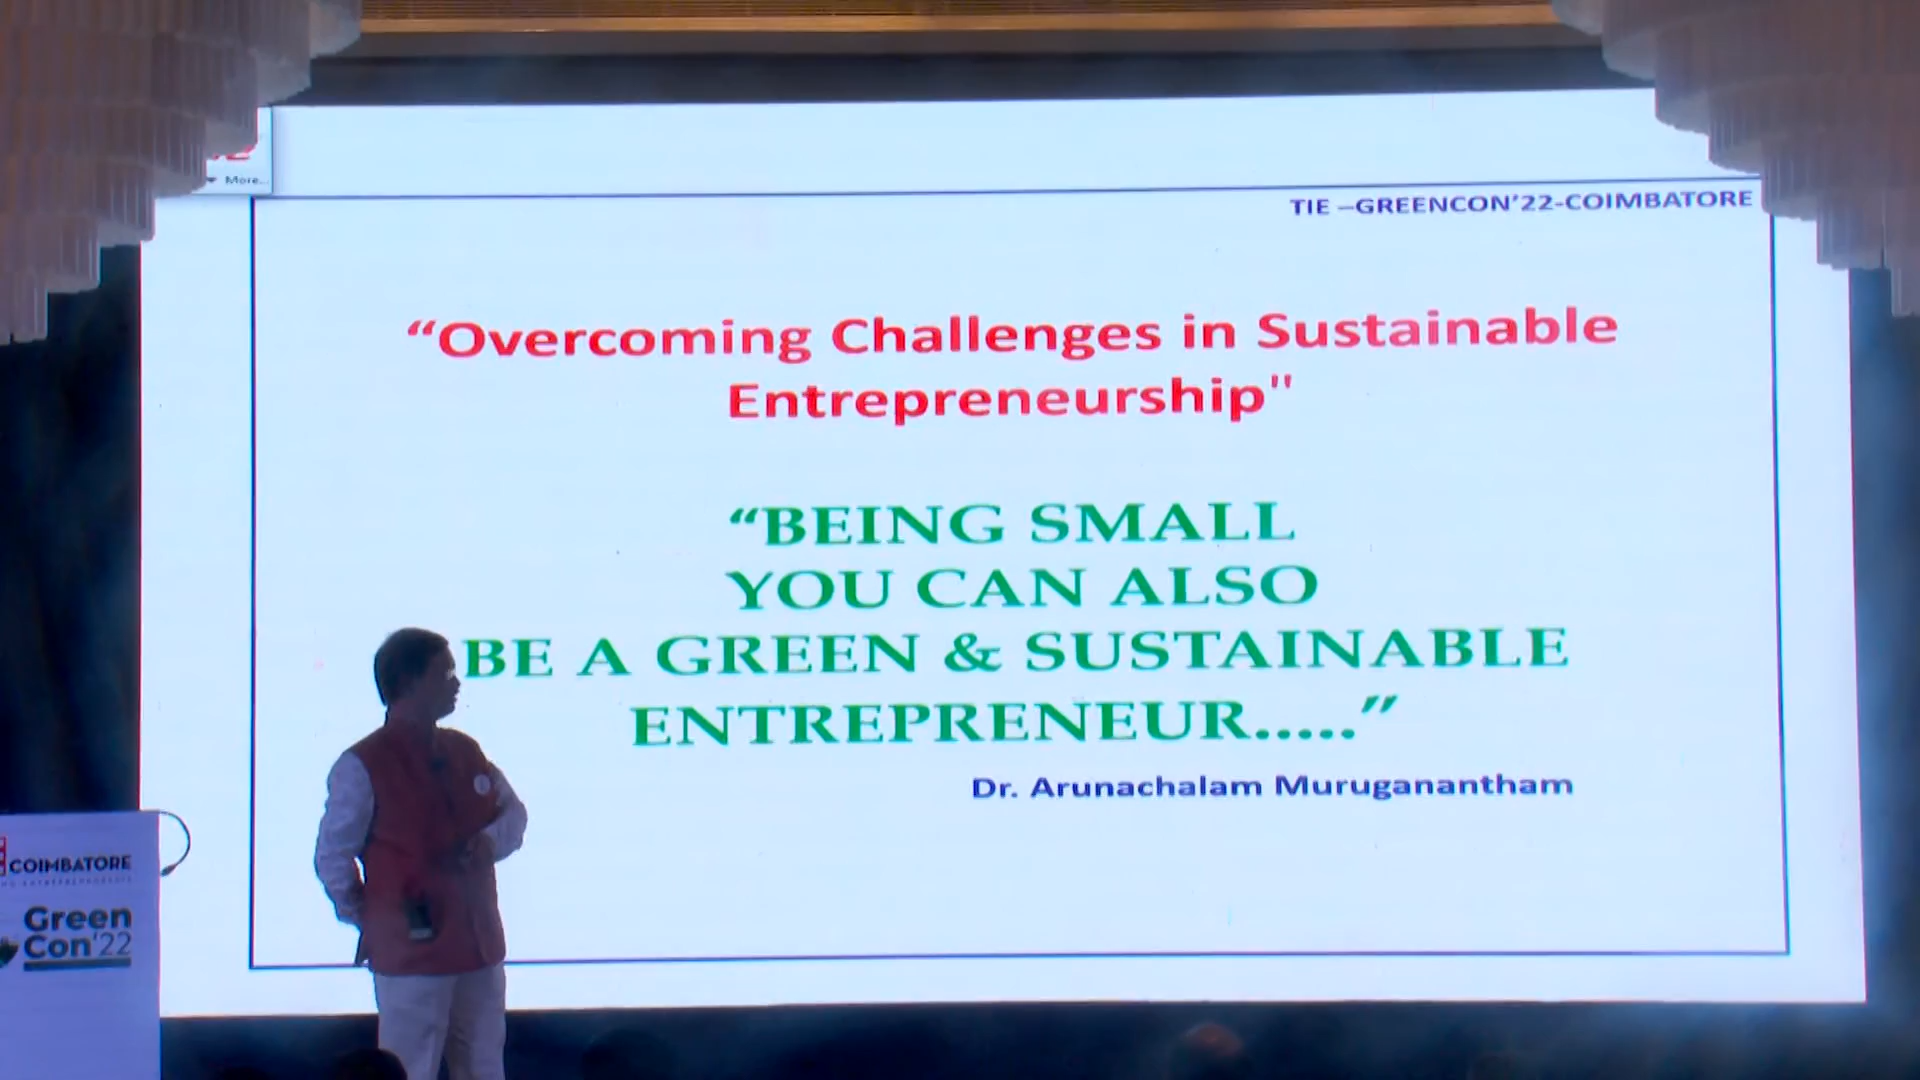 More...
TIE –GREENCON'22-COIMBATORE
“Overcoming Challenges in Sustainable
Entrepreneurship"
“BEING SMALL
YOU CAN ALSO
BE A GREEN & SUSTAINABLE
ENTREPRENEUR.....”
Dr. Arunachalam Muruganantham
COIMBATORE
Green
Con'22